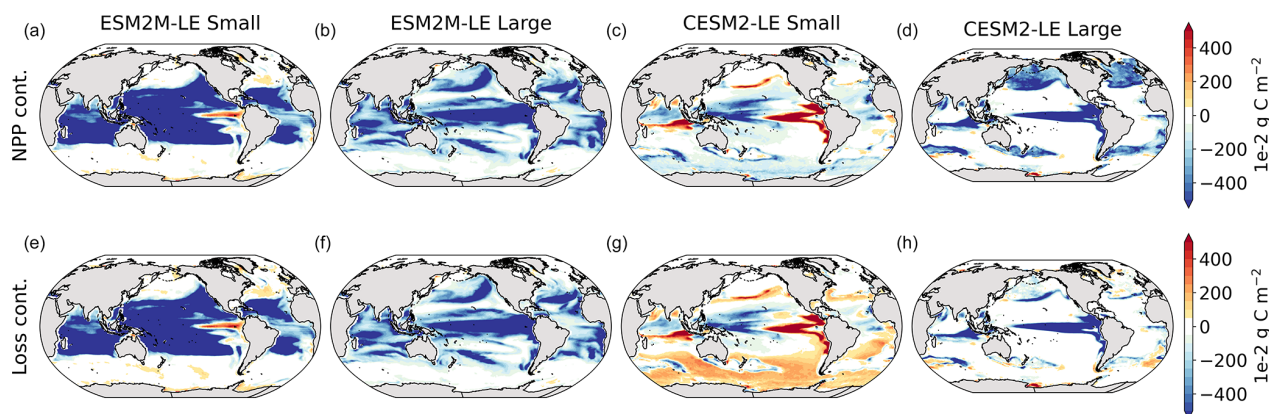 (a) ESM2M-LE Small
(b) ESM2M-LE Large
(c) CESM2-LE Small
(d) CESM2-LE Large
NPP cont.
400
200
0
−200
−400
1e-2 g C m⁻²
(e)
(f)
(g)
(h)
Loss cont.
400
200
0
−200
−400
1e-2 g C m⁻²